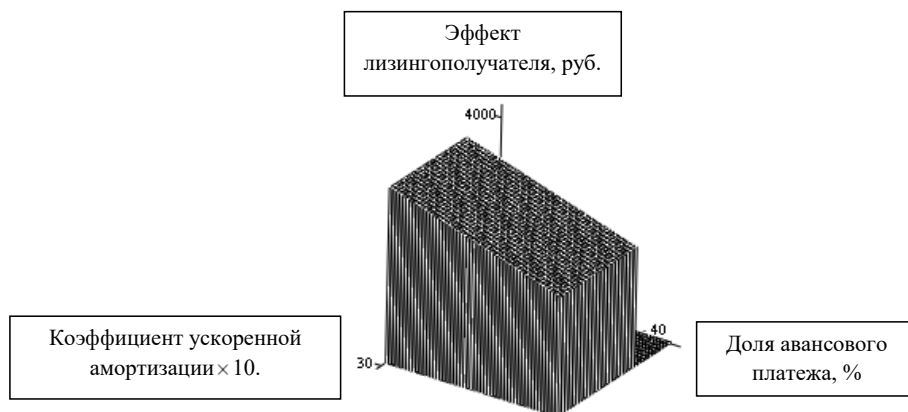 Эффект
лизингополучателя, руб.
4000
Коэффициент ускоренной
амортизации × 10.
30
40
Доля авансового
платежа, %